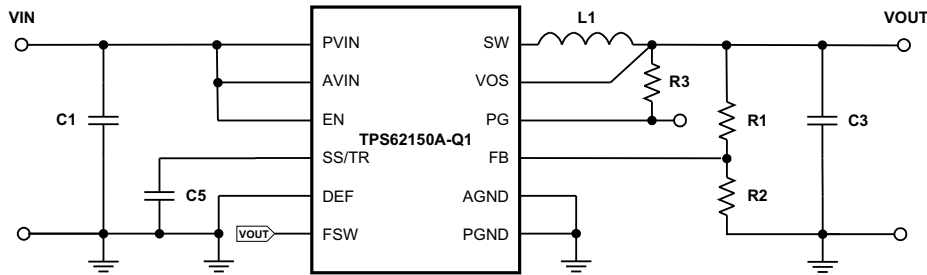 VIN
L1
VOUT
PVIN
SW
AVIN
VOS
R3
C1
EN
PG
R1
C3
TPS62150A-Q1
SS/TR
FB
C5
DEF
AGND
R2
VOUT
FSW
PGND